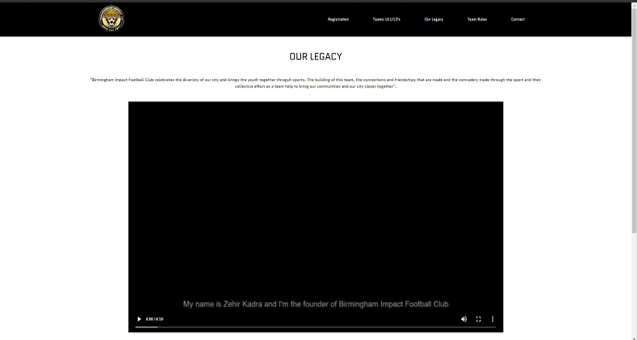 Registration Teams U11/U13's Our Legacy Team Rules Contact
OUR LEGACY
"Birmingham Impact Football Club celebrates the diversity of our city and brings the youth together through sports. The building of this team, the connections and friendships that are made and the comradery made through the sport and their
collective effort as a team help to bring our communities and our city closer together".
My name is Zehir Kadra and I'm the founder of Birmingham Impact Football Club.
0:00 / 0:50